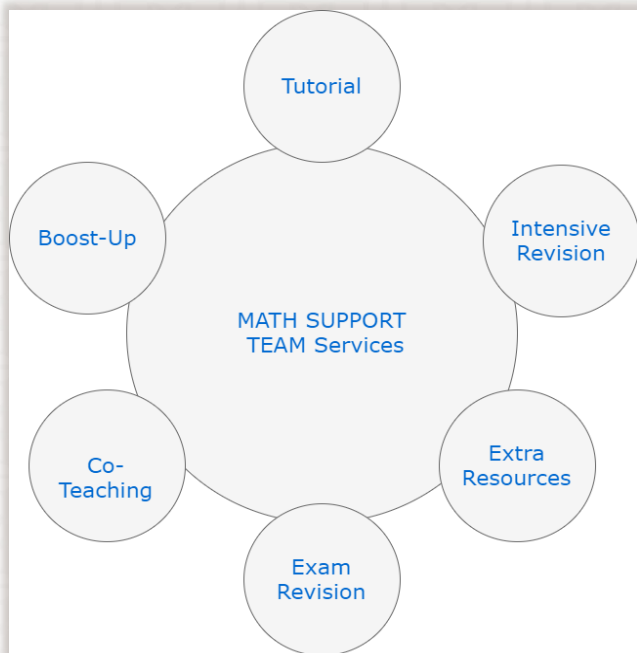 Tutorial
Boost-Up
Intensive
Revision
MATH SUPPORT
TEAM Services
Co-
Teaching
Extra
Resources
Exam
Revision